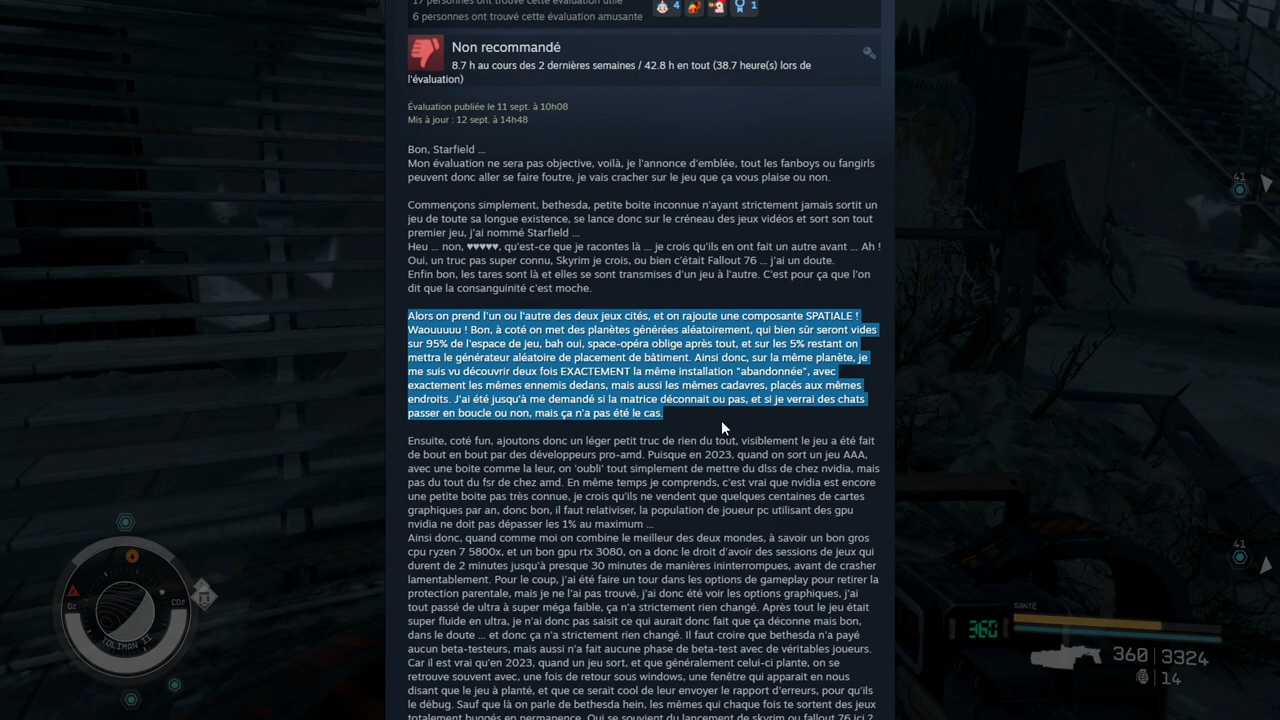 17 personnes ont trouvé cette évaluation utile
6 personnes ont trouvé cette évaluation amusante
4
1
Non recommandé
8.7 h au cours des 2 dernières semaines / 42.8 h en tout (38.7 heure(s) lors de
l'évaluation)
Évaluation publiée le 11 sept. à 10h08
Mis à jour : 12 sept. à 14h48
Bon, Starfield ...
Mon évaluation ne sera pas objective, voilà, je l'annonce d'emblée, tout les fanboys ou fangirls
peuvent donc aller se faire foutre, je vais cracher sur le jeu que ça vous plaise ou non.
Commençons simplement, bethesda, petite boite inconnue n'ayant strictement jamais sortit un
jeu de toute sa longue existence, se lance donc sur le créneau des jeux vidéos et sort son tout
premier jeu, j'ai nommé Starfield ...
Heu ... non, ♥♥♥♥♥, qu'est-ce que je racontes là ... je crois qu'ils en ont fait un autre avant ... Ah !
Oui, un truc pas super connu, Skyrim je crois, ou bien c'était Fallout 76 ... j'ai un doute.
Enfin bon, les tares sont là et elles se sont transmises d'un jeu à l'autre. C'est pour ça que l'on
dit que la consanguinité c'est moche.
Alors on prend l'un ou l'autre des deux jeux cités, et on rajoute une composante SPATIALE !
Waouuuuu ! Bon, à coté on met des planètes générées aléatoirement, qui bien sûr seront vides
sur 95% de l'espace de jeu, bah oui, space-opéra oblige après tout, et sur les 5% restant on
mettra le générateur aléatoire de placement de bâtiment. Ainsi donc, sur la même planète, je
me suis vu découvrir deux fois EXACTEMENT la même installation "abandonnée", avec
exactement les mêmes ennemis dedans, mais aussi les mêmes cadavres, placés aux mêmes
endroits. J'ai été jusqu'à me demandé si la matrice déconnait ou pas, et si je verrai des chats
passer en boucle ou non, mais ça n'a pas été le cas.
Ensuite, coté fun, ajoutons donc un léger petit truc de rien du tout, visiblement le jeu a été fait
de bout en bout par des développeurs pro-amd. Puisque en 2023, quand on sort un jeu AAA,
avec une boite comme la leur, on 'oubli' tout simplement de mettre du dlss de chez nvidia, mais
pas du tout du fsr de chez amd. En même temps je comprends, c'est vrai que nvidia est encore
une petite boite pas très connue, je crois qu'ils ne vendent que quelques centaines de cartes
graphiques par an, donc bon, il faut relativiser, la population de joueur pc utilisant des gpu
nvidia ne doit pas dépasser les 1% au maximum ...
Ainsi donc, quand comme moi on combine le meilleur des deux mondes, à savoir un bon gros
cpu ryzen 7 5800x, et un bon gpu rtx 3080, on a donc le droit d'avoir des sessions de jeux qui
durent de 2 minutes jusqu'à presque 30 minutes de manières ininterrompues, avant de crasher
lamentablement. Pour le coup, j'ai été faire un tour dans les options de gameplay pour retirer la
protection parentale, mais je ne l'ai pas trouvé, j'ai donc été voir les options graphiques, j'ai
tout passé de ultra à super méga faible, ça n'a strictement rien changé. Après tout le jeu était
super fluide en ultra, je n'ai donc pas saisit ce qui aurait donc fait que ça déconne mais bon,
dans le doute ... et donc ça n'a strictement rien changé. Il faut croire que bethesda n'a payé
aucun beta-testeurs, mais aussi n'a fait aucune phase de beta-test avec de véritables joueurs.
Car il est vrai qu'en 2023, quand un jeu sort, et que généralement celui-ci plante, on se
retrouve souvent avec, une fois de retour sous windows, une fenêtre qui apparait en nous
disant que le jeu à planté, et que ce serait cool de leur envoyer le rapport d'erreurs, pour qu'ils
le débug. Sauf que là on parle de bethesda hein, les mêmes qui chaque fois te sortent des jeux
totalement buggés en permanence. Oui se souvient du lancement de skyrim ou fallout 76 ici ?
41
41
O2
CO2
TOLIMAN II
SANTÉ
360
360 | 3324
14